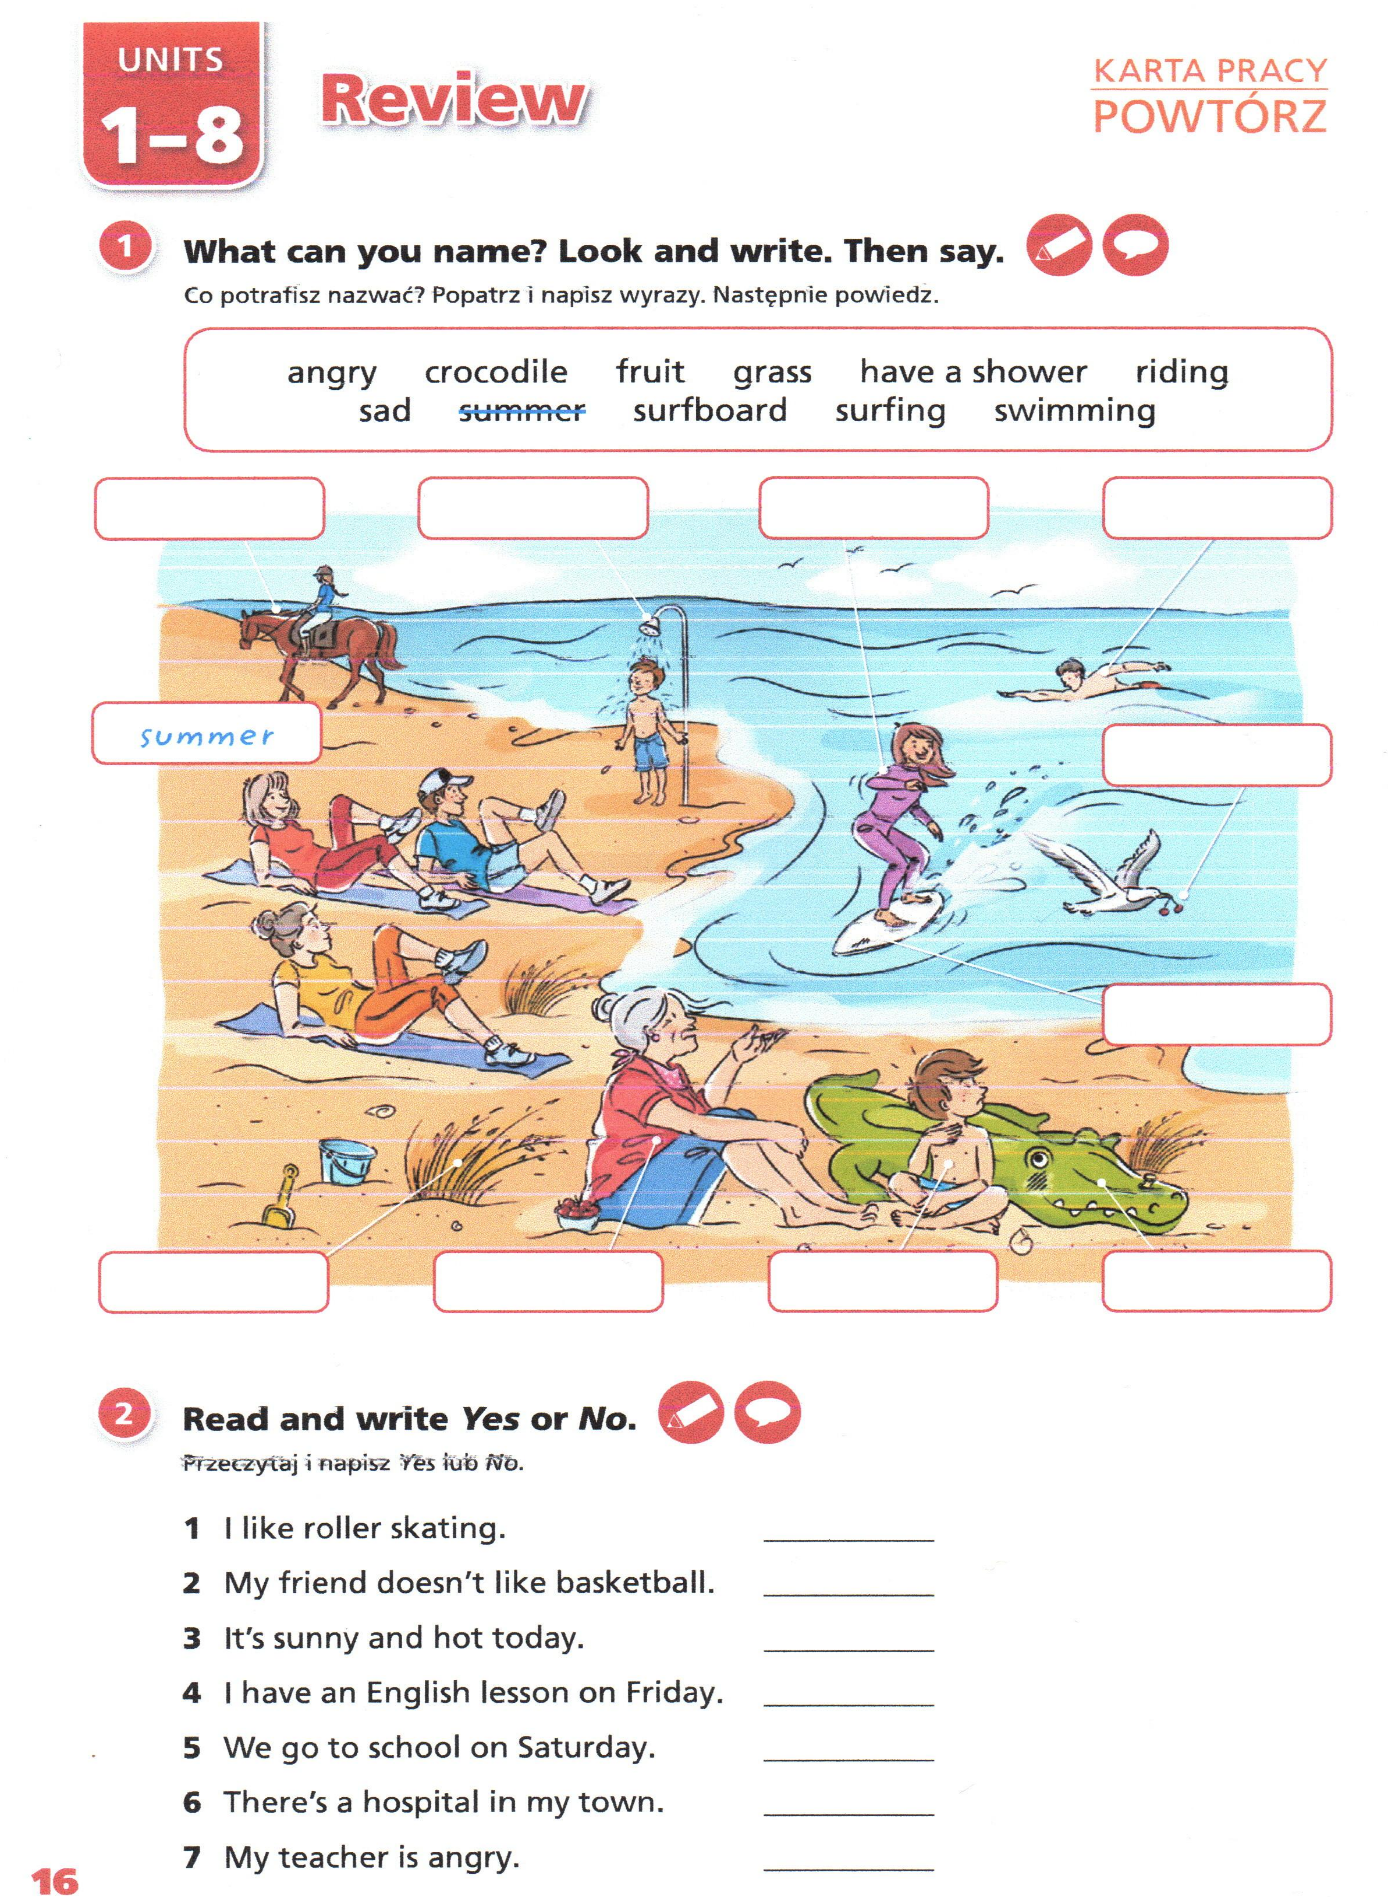 UNITS
1–8
Review
KARTA PRACY
POWTÓRZ
1 What can you name? Look and write. Then say.
Co potrafisz nazwać? Popatrz i napisz wyrazy. Następnie powiedz.
angry crocodile fruit grass have a shower riding
sad summer surfboard surfing swimming
summer
2 Read and write Yes or No.
Przeczytaj i napisz Yes lub No.
1 I like roller skating.
2 My friend doesn't like basketball.
3 It's sunny and hot today.
4 I have an English lesson on Friday.
5 We go to school on Saturday.
6 There's a hospital in my town.
7 My teacher is angry.
16